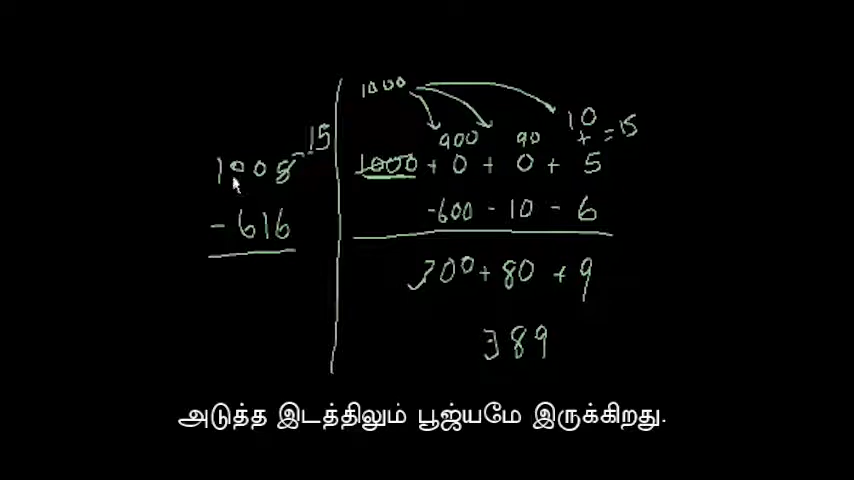 1005 15
- 616
1000
900 90 10
+ = 15
1000 + 0 + 0 + 5
-600 - 10 - 6
300 + 80 + 9
389
அடுத்த இடத்திலும் பூஜ்யமே இருக்கிறது.